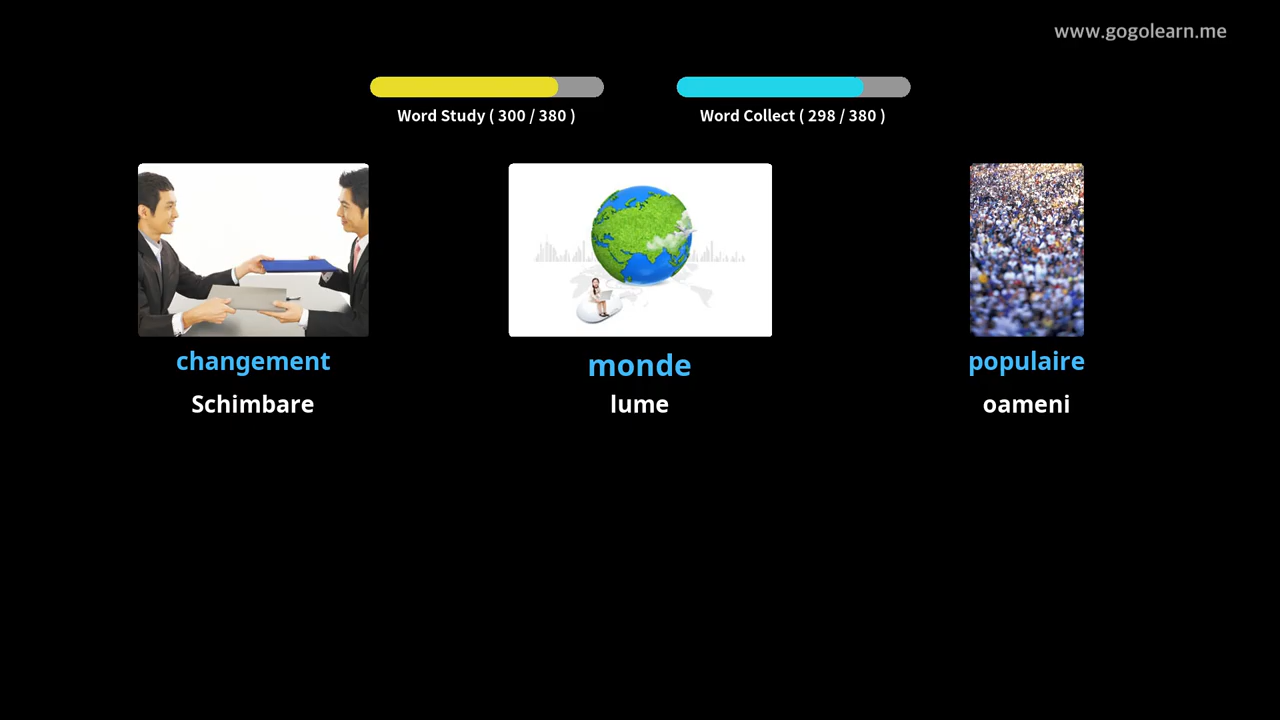 www.gogolearn.me
Word Study ( 300 / 380 )
Word Collect ( 298 / 380 )
changement
monde
populaire
Schimbare
lume
oameni